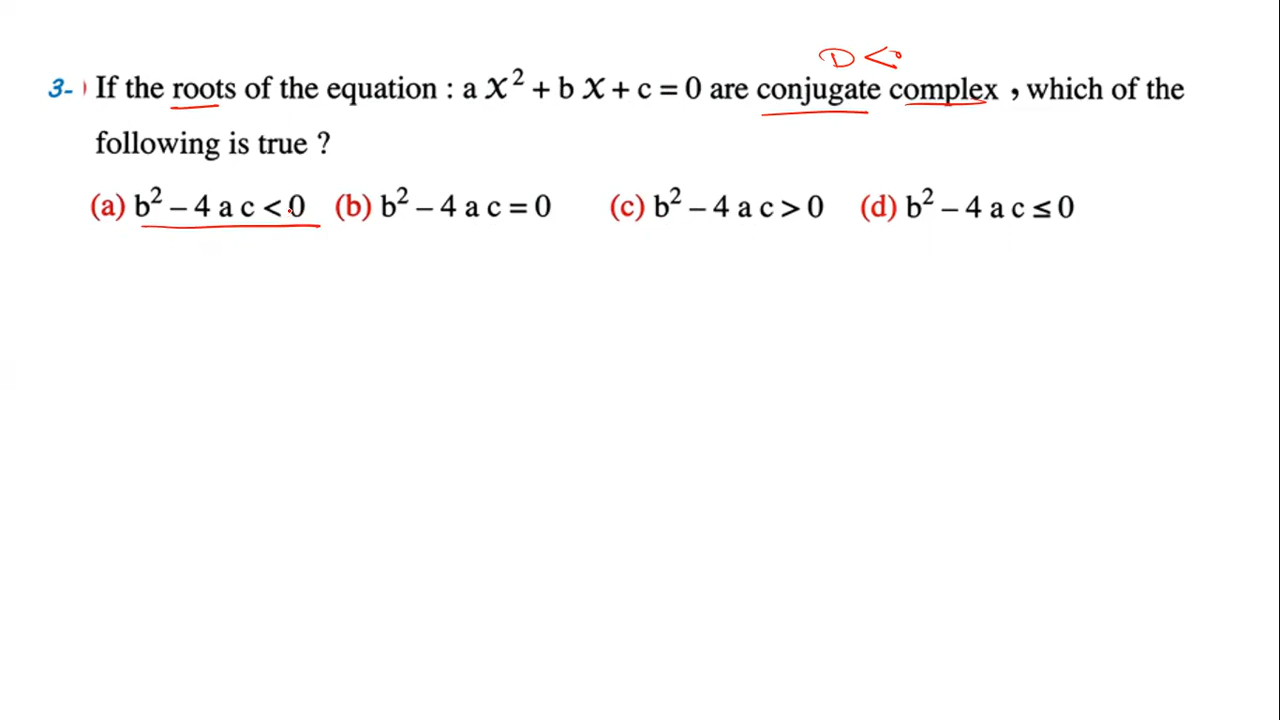 D <0
3- ) If the roots of the equation : a x² + b x + c = 0 are conjugate complex , which of the
following is true ?
(a) b² – 4 a c < 0 (b) b² – 4 a c = 0 (c) b² – 4 a c > 0 (d) b² – 4 a c ≤ 0